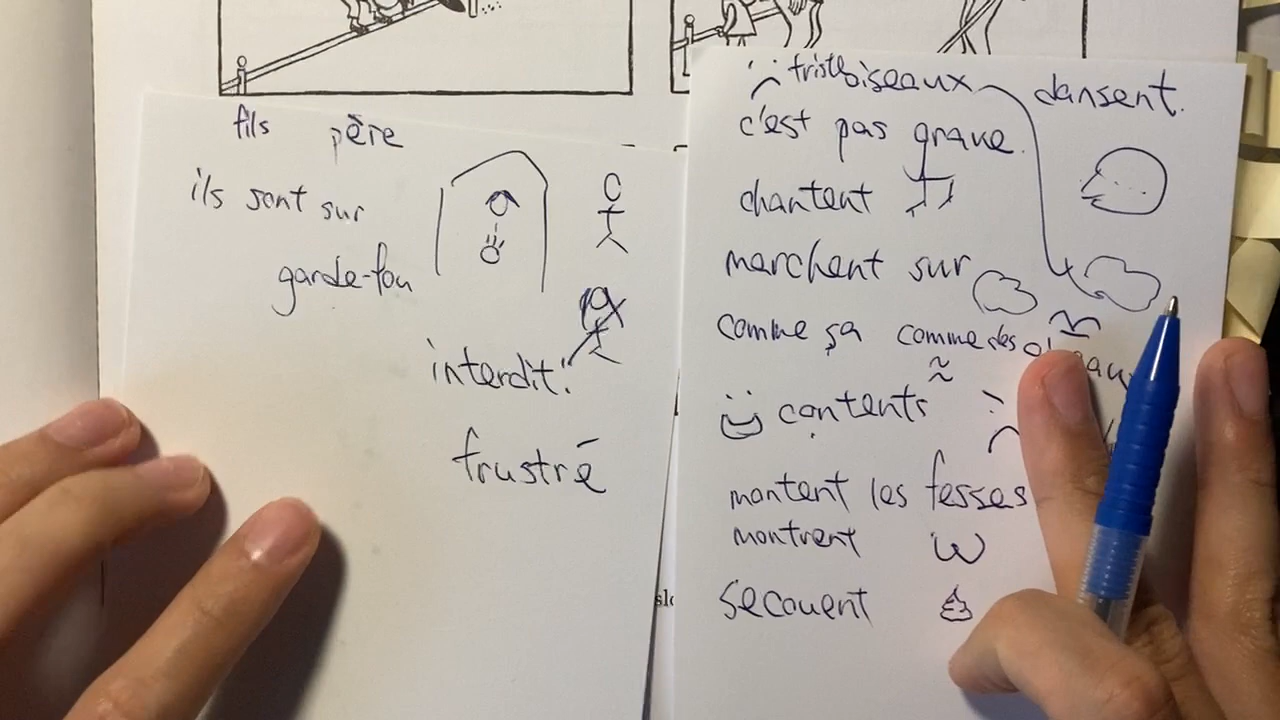 fils père
ils sont sur
garde-fou
interdit!
frustré
triste oiseaux dansent.
c'est pas grave.
chantent
marchent sur
comme ça comme des
contents
montent les fesses
montrent
secouent